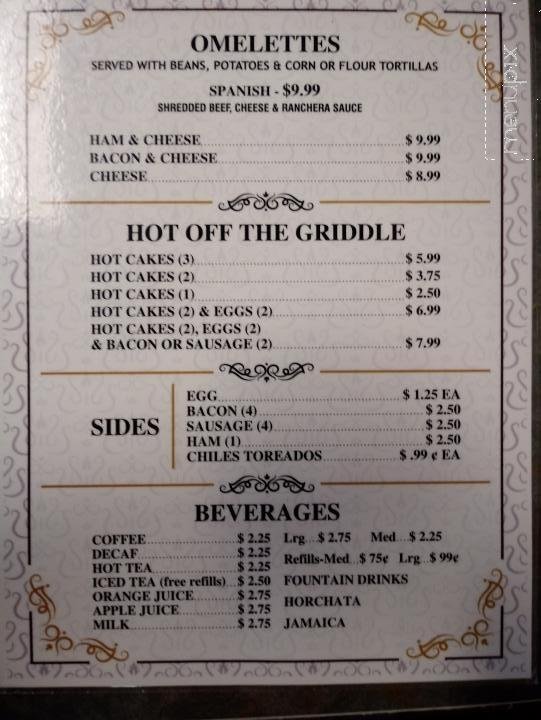 OMELETTES
SERVED WITH BEANS, POTATOES & CORN OR FLOUR TORTILLAS
SPANISH - $9.99
SHREDDED BEEF, CHEESE & RANCHERA SAUCE
HAM & CHEESE $ 9.99
BACON & CHEESE $ 9.99
CHEESE $ 8.99
HOT OFF THE GRIDDLE
HOT CAKES (3) $ 5.99
HOT CAKES (2) $ 3.75
HOT CAKES (1) $ 2.50
HOT CAKES (2) & EGGS (2) $ 6.99
HOT CAKES (2), EGGS (2)
& BACON OR SAUSAGE (2) $ 7.99
SIDES
EGG $ 1.25 EA
BACON (4) $ 2.50
SAUSAGE (4) $ 2.50
HAM (1) $ 2.50
CHILES TOREADOS $ .99 ¢ EA
BEVERAGES
COFFEE $ 2.25
DECAF $ 2.25
HOT TEA $ 2.25
ICED TEA (free refills) $ 2.50
ORANGE JUICE $ 2.75
APPLE JUICE $ 2.75
MILK $ 2.75
Lrg $ 2.75 Med $ 2.25
Refills-Med $ 75¢ Lrg $ 99¢
FOUNTAIN DRINKS
HORCHATA
JAMAICA
menupix